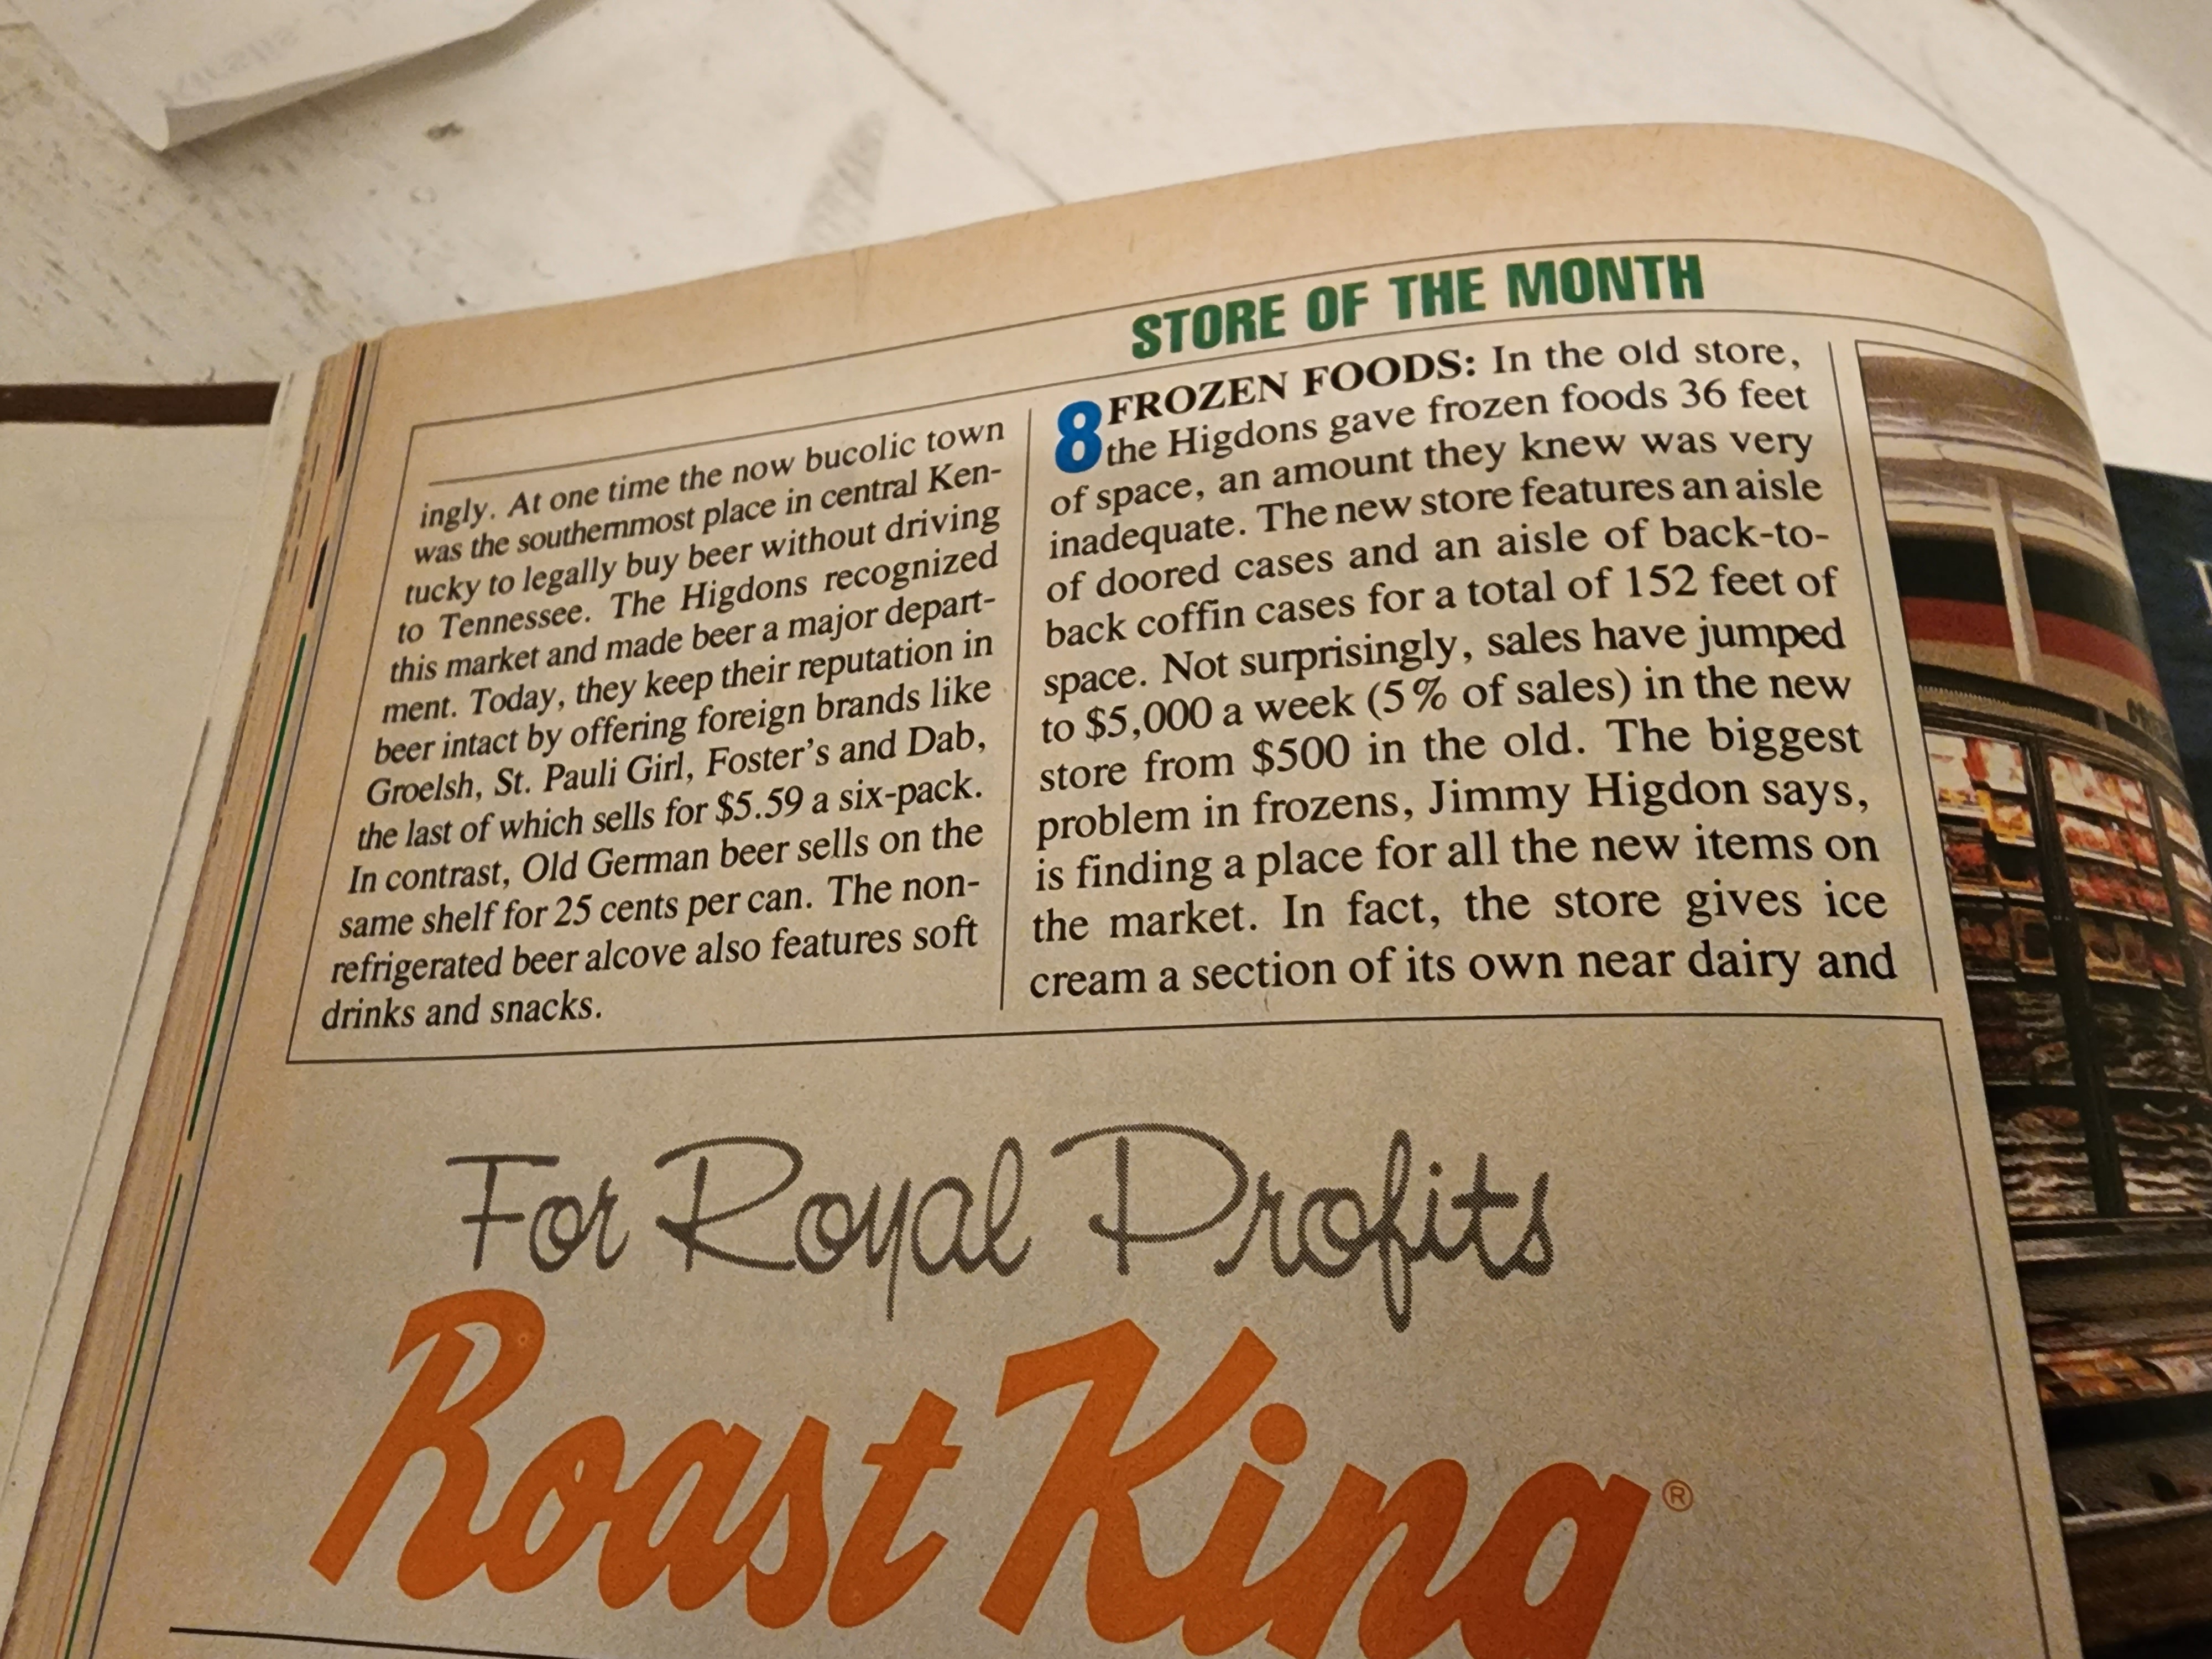 STORE OF THE MONTH
ingly. At one time the now bucolic town
was the southernmost place in central Ken-
tucky to legally buy beer without driving
to Tennessee. The Higdons recognized
this market and made beer a major depart-
ment. Today, they keep their reputation in
beer intact by offering foreign brands like
Groelsh, St. Pauli Girl, Foster's and Dab,
the last of which sells for $5.59 a six-pack.
In contrast, Old German beer sells on the
same shelf for 25 cents per can. The non-
refrigerated beer alcove also features soft
drinks and snacks.
8 FROZEN FOODS: In the old store,
the Higdons gave frozen foods 36 feet
of space, an amount they knew was very
inadequate. The new store features an aisle
of doored cases and an aisle of back-to-
back coffin cases for a total of 152 feet of
space. Not surprisingly, sales have jumped
to $5,000 a week (5% of sales) in the new
store from $500 in the old. The biggest
problem in frozens, Jimmy Higdon says,
is finding a place for all the new items on
the market. In fact, the store gives ice
cream a section of its own near dairy and
For Royal Profits
Roast King®